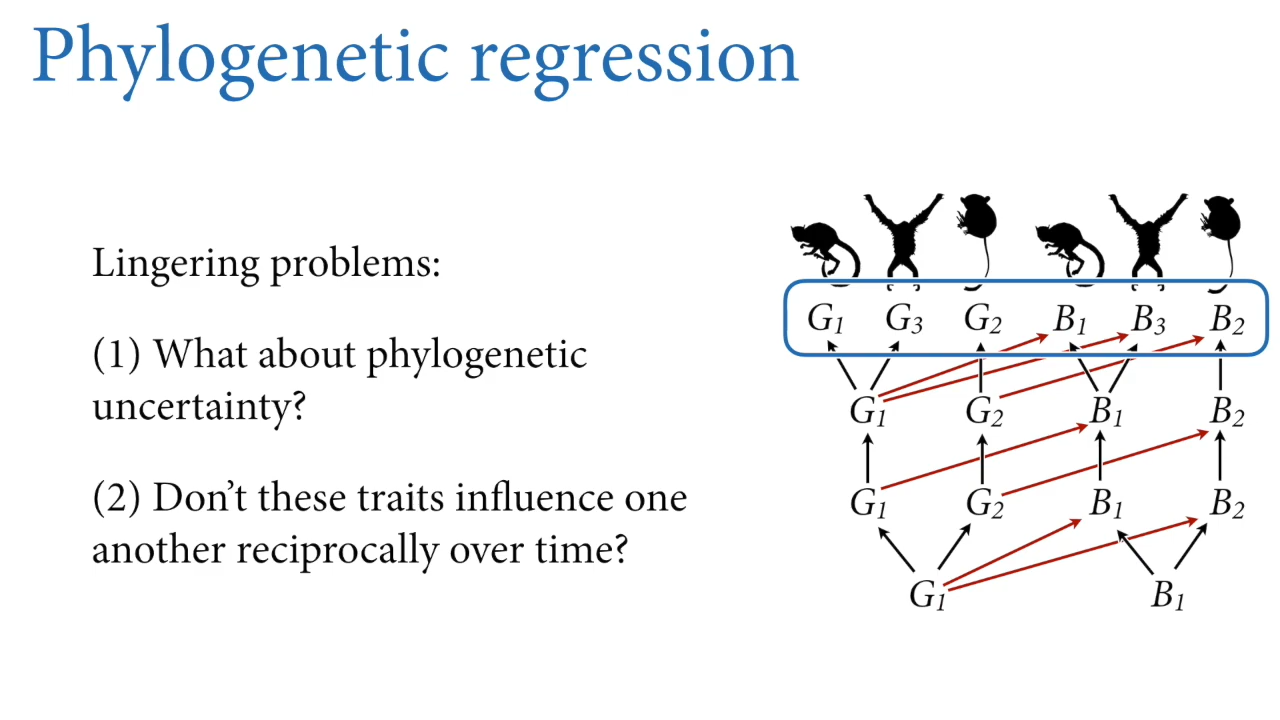 Phylogenetic regression
Lingering problems:
(1) What about phylogenetic
uncertainty?
(2) Don’t these traits influence one
another reciprocally over time?
G1 G3 G2 B1 B3 B2
G1 G2 B1 B2
G1 G2 B1 B2
G1 B1